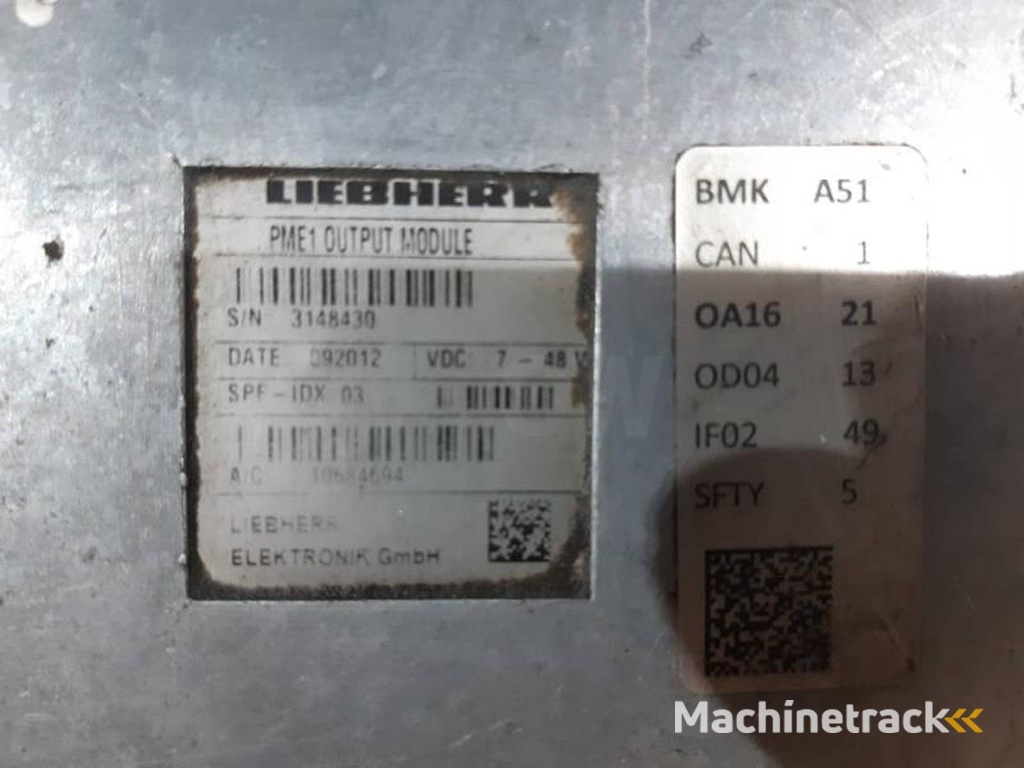 LIEBHERR
PME1 OUTPUT MODULE
S/N 3148430
DATE 092012 VDC: 7 - 48 V
SPF - IDX 03
A/C 10684694
LIEBHERR
ELEKTRONIK GmbH
BMK A51
CAN 1
OA16 21
OD04 13
IF02 49
SFTY 5
Machinetrack